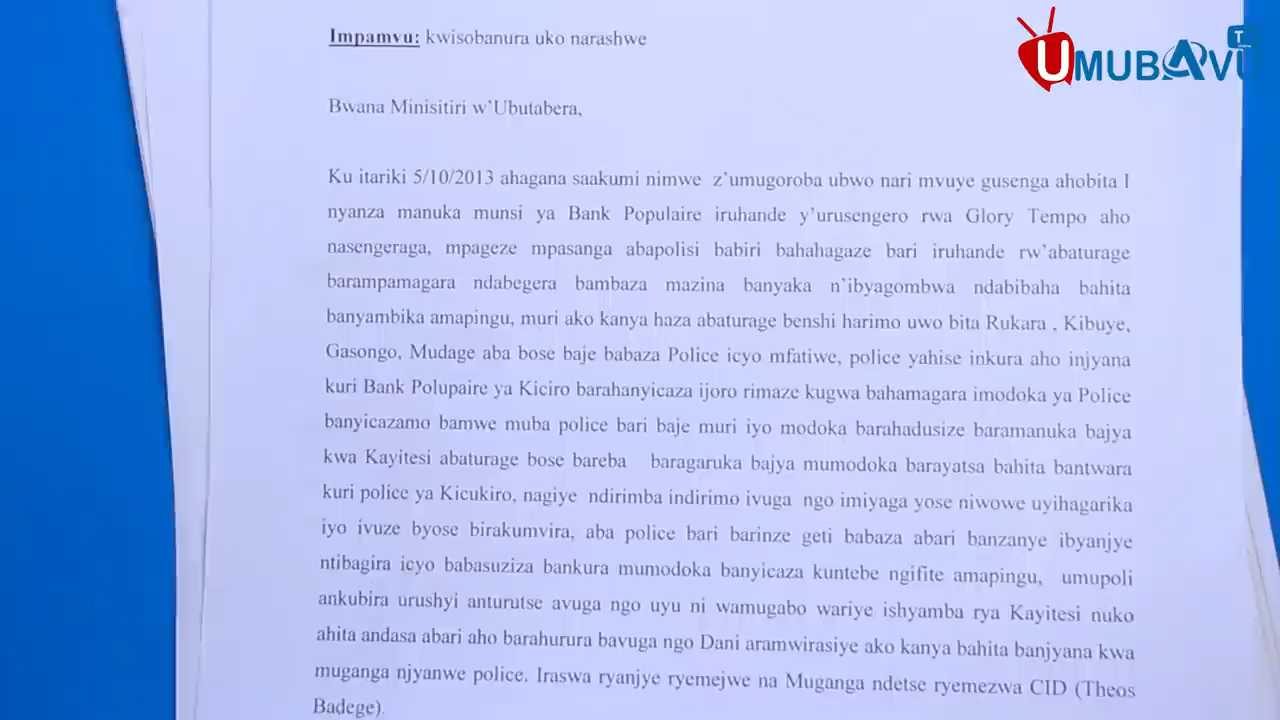 Impamvu: kwisobanura uko narashwe
UMUBAVU T
Bwana Minisitiri w'Ubutabera,
Ku itariki 5/10/2013 ahagana saakumi nimwe z'umugoroba ubwo nari mvuye gusenga ahobita I
nyanza manuka munsi ya Bank Populaire iruhande y'urusengero rwa Glory Tempo aho
nasengeraga, mpageze mpasanga abapolisi babiri bahahagaze bari iruhande rw'abaturage
barampamagara ndabegera bambaza mazina banyaka n'ibyagombwa ndabibaha bahita
banyambika amapingu, muri ako kanya haza abaturage benshi harimo uwo bita Rukara , Kibuye,
Gasongo, Mudage aba bose baje babaza Police icyo mfatiwe, police yahise inkura aho injyana
kuri Bank Polupaire ya Kiciro barahanyicaza ijoro rimaze kugwa bahamagara imodoka ya Police
banyicazamo bamwe muba police bari baje muri iyo modoka barahadusize baramanuka bajya
kwa Kayitesi abaturage bose bareba baragaruka bajya mumodoka barayatsa bahita bantwara
kuri police ya Kicukiro, nagiye ndirimba indirimo ivuga ngo imiyaga yose niwowe uyihagarika
iyo ivuze byose birakumvira, aba police bari barinze geti babaza abari banzanye ibyanjye
ntibagira icyo babasuziza bankura mumodoka banyicaza kuntebe ngifite amapingu, umupoli
ankubira urushyi anturutse avuga ngo uyu ni wamugabo wariye ishyamba rya Kayitesi nuko
ahita andasa abari aho barahurura bavuga ngo Dani aramwirasiye ako kanya bahita banjyana kwa
muganga njyanwe police. Iraswa ryanjye ryemejwe na Muganga ndetse ryemezwa CID (Theos
Badege).